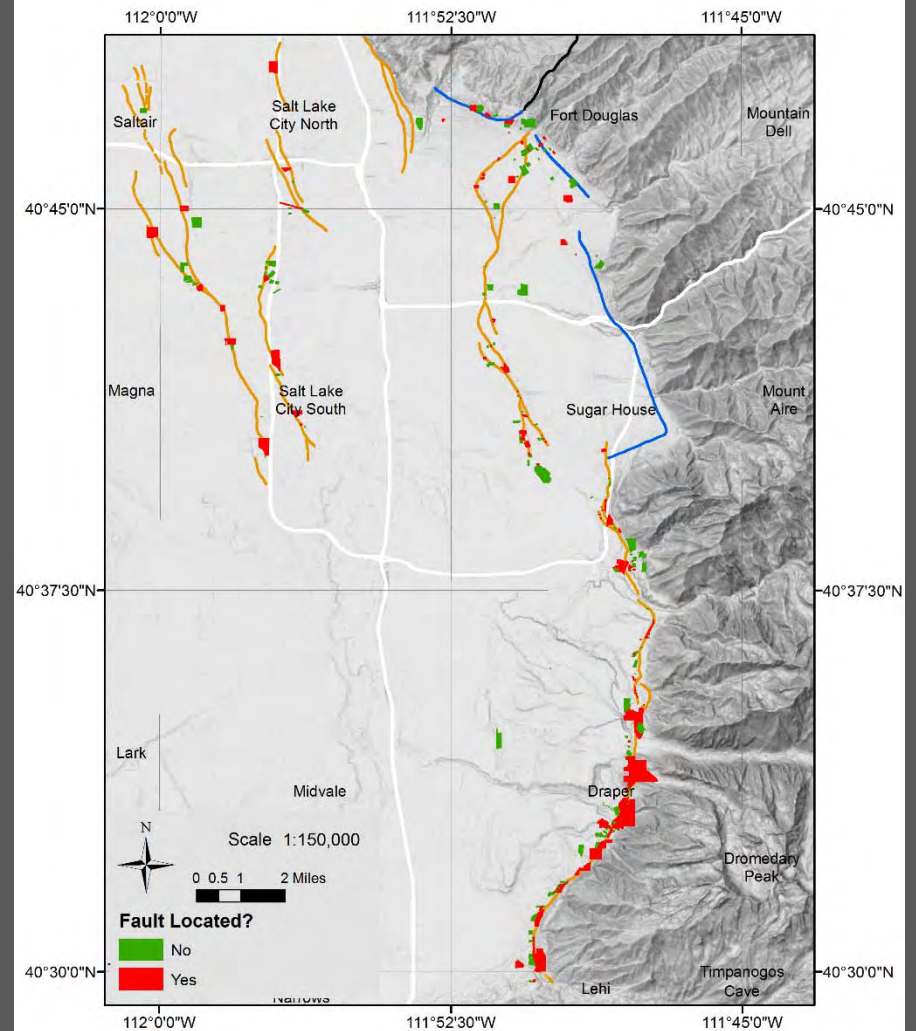 112°0'0"W 111°52'30"W 111°45'0"W
Salt Lake
City North
Saltair
Fort Douglas
Mountain
Dell
40°45'0"N 40°45'0"N
Magna
Salt Lake
City South
Sugar House
Mount
Aire
40°37'30"N 40°37'30"N
Lark
Midvale
Draper
N
Scale 1:150,000
Dromedary
Peak
0 0.5 1 2 Miles
Fault Located?
No
Yes
40°30'0"N 40°30'0"N
Timpanogos
Cave
Lehi
Narrows
112°0'0"W 111°52'30"W 111°45'0"W